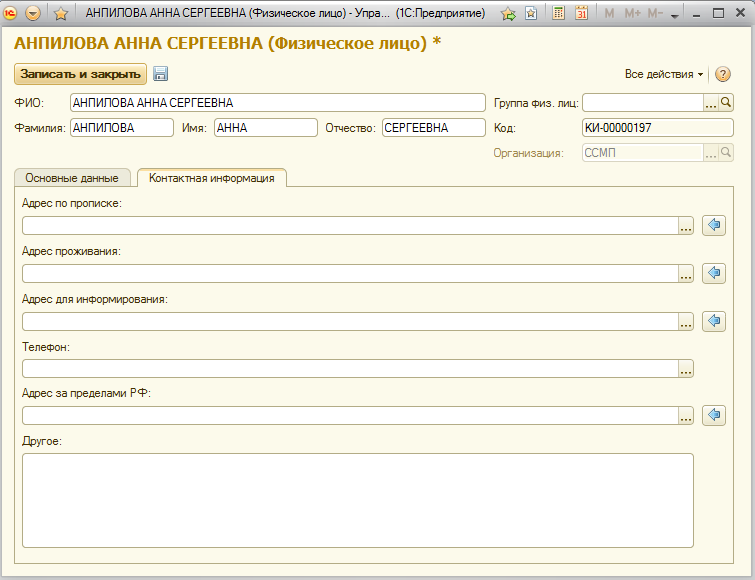 АНПИЛОВА АННА СЕРГЕЕВНА (Физическое лицо) - Упра... (1С:Предприятие) M M+ M-
АНПИЛОВА АННА СЕРГЕЕВНА (Физическое лицо) *
Записать и закрыть Все действия
ФИО: АНПИЛОВА АННА СЕРГЕЕВНА Группа физ. лиц: ...
Фамилия: АНПИЛОВА Имя: АННА Отчество: СЕРГЕЕВНА Код: КИ-00000197
Организация: ССМП ...
Основные данные Контактная информация
Адрес по прописке:
...
Адрес проживания:
...
Адрес для информирования:
...
Телефон:
...
Адрес за пределами РФ:
...
Другое: